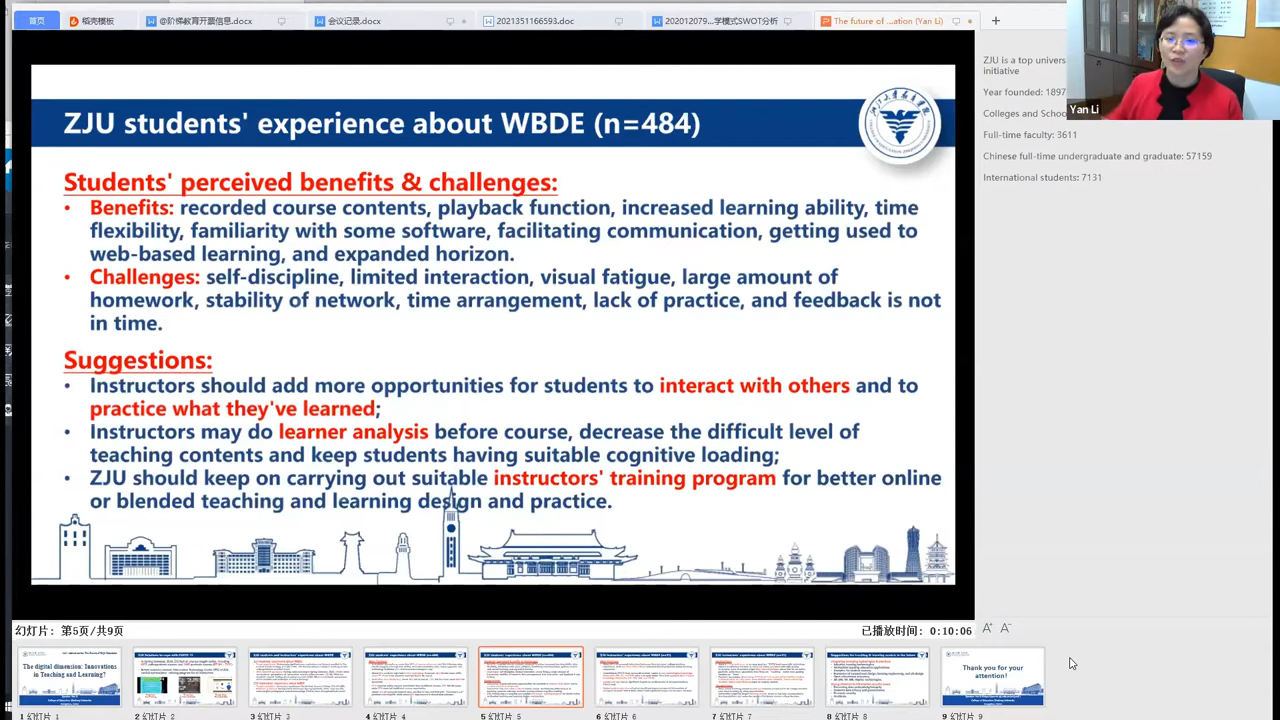 首页
稻壳模板
@阶梯教育开票信息.docx
会议记录.docx
2021351166593.doc
202012079...学模式SWOT分析
The future of ...ation (Yan Li)
ZJU students' experience about WBDE (n=484)
Students' perceived benefits & challenges:
• Benefits: recorded course contents, playback function, increased learning ability, time
flexibility, familiarity with some software, facilitating communication, getting used to
web-based learning, and expanded horizon.
• Challenges: self-discipline, limited interaction, visual fatigue, large amount of
homework, stability of network, time arrangement, lack of practice, and feedback is not
in time.
Suggestions:
• Instructors should add more opportunities for students to interact with others and to
practice what they've learned;
• Instructors may do learner analysis before course, decrease the difficult level of
teaching contents and keep students having suitable cognitive loading;
• ZJU should keep on carrying out suitable instructors' training program for better online
or blended teaching and learning design and practice.
ZJU is a top univers
initiative
Year founded: 1897
Colleges and Schoo
Full-time faculty: 3611
Chinese full-time undergraduate and graduate: 57159
International students: 7131
Yan Li
幻灯片: 第5页/共9页
已播放时间: 0:10:06
A+ A-
The digital dimension: Innovations
in Teaching and Learning?
Thank you for your
attention!
1 幻灯片 1
2 幻灯片 2
3 幻灯片 3
4 幻灯片 4
5 幻灯片 5
6 幻灯片 6
7 幻灯片 7
8 幻灯片 8
9 幻灯片 9